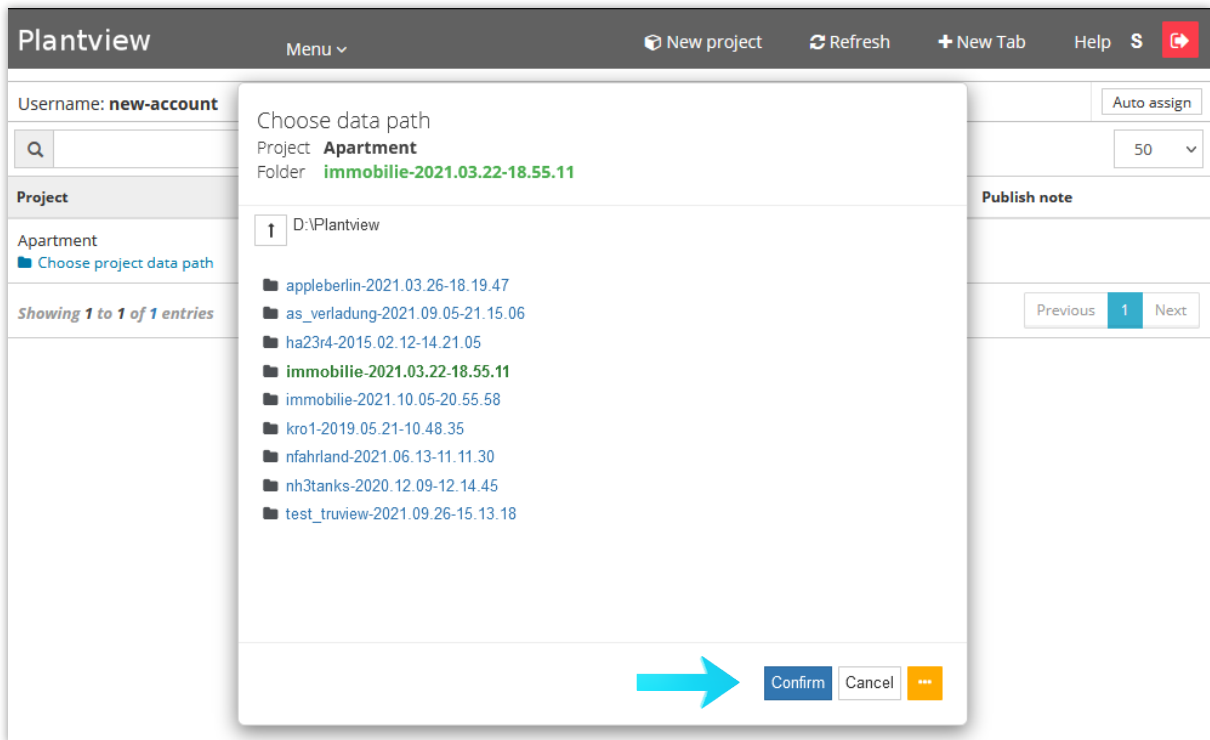 Plantview
Menu
New project
Refresh
New Tab
Help
S
Username: new-account
Auto assign
50
Project
Publish note
Apartment
Choose project data path
Showing 1 to 1 of 1 entries
Previous
1
Next
Choose data path
Project Apartment
Folder immobilie-2021.03.22-18.55.11
D:\Plantview
appleberlin-2021.03.26-18.19.47
as_verladung-2021.09.05-21.15.06
ha23r4-2015.02.12-14.21.05
immobilie-2021.03.22-18.55.11
immobilie-2021.10.05-20.55.58
kro1-2019.05.21-10.48.35
nfahrland-2021.06.13-11.11.30
nh3tanks-2020.12.09-12.14.45
test_truview-2021.09.26-15.13.18
Confirm
Cancel